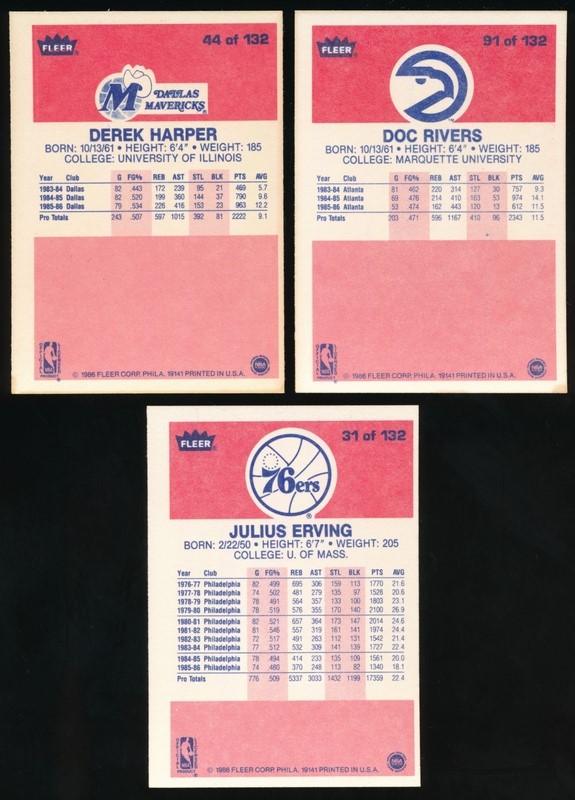 FLEER
44 of 132
DALLAS
MAVERICKS
DEREK HARPER
BORN: 10/13/61 • HEIGHT: 6'4" • WEIGHT: 185
COLLEGE: UNIVERSITY OF ILLINOIS
Year Club G FG% REB AST STL BLK PTS AVG
1983-84 Dallas 82 .443 172 239 95 21 469 5.7
1984-85 Dallas 82 .520 199 360 144 37 790 9.6
1985-86 Dallas 79 .534 226 416 153 23 963 12.2
Pro Totals 243 .507 597 1015 392 81 2222 9.1
© 1986 FLEER CORP. PHILA. 19141 PRINTED IN U.S.A.
FLEER
91 of 132
DOC RIVERS
BORN: 10/13/61 • HEIGHT: 6'4" • WEIGHT: 185
COLLEGE: MARQUETTE UNIVERSITY
Year Club G FG% REB AST STL BLK PTS AVG
1983-84 Atlanta 81 .462 220 314 127 30 757 9.3
1984-85 Atlanta 69 .476 214 410 163 53 974 14.1
1985-86 Atlanta 53 .474 162 443 120 13 612 11.5
Pro Totals 203 .471 596 1167 410 96 2343 11.5
© 1986 FLEER CORP. PHILA. 19141 PRINTED IN U.S.A.
FLEER
31 of 132
76ers
JULIUS ERVING
BORN: 2/22/50 • HEIGHT: 6'7" • WEIGHT: 205
COLLEGE: U. OF MASS.
Year Club G FG% REB AST STL BLK PTS AVG
1976-77 Philadelphia 82 .499 695 306 159 113 1770 21.6
1977-78 Philadelphia 74 .502 481 279 135 97 1528 20.6
1978-79 Philadelphia 78 .491 564 357 133 100 1803 23.1
1979-80 Philadelphia 78 .519 576 355 170 140 2100 26.9
1980-81 Philadelphia 82 .521 657 364 173 147 2014 24.6
1981-82 Philadelphia 81 .546 557 319 161 141 1974 24.4
1982-83 Philadelphia 72 .517 491 263 112 131 1542 21.4
1983-84 Philadelphia 77 .512 532 309 141 139 1727 22.4
1984-85 Philadelphia 78 .494 414 233 135 109 1561 20.0
1985-86 Philadelphia 74 .480 370 248 113 82 1340 18.1
Pro Totals 776 .509 5337 3033 1432 1199 17359 22.4
© 1986 FLEER CORP. PHILA. 19141 PRINTED IN U.S.A.